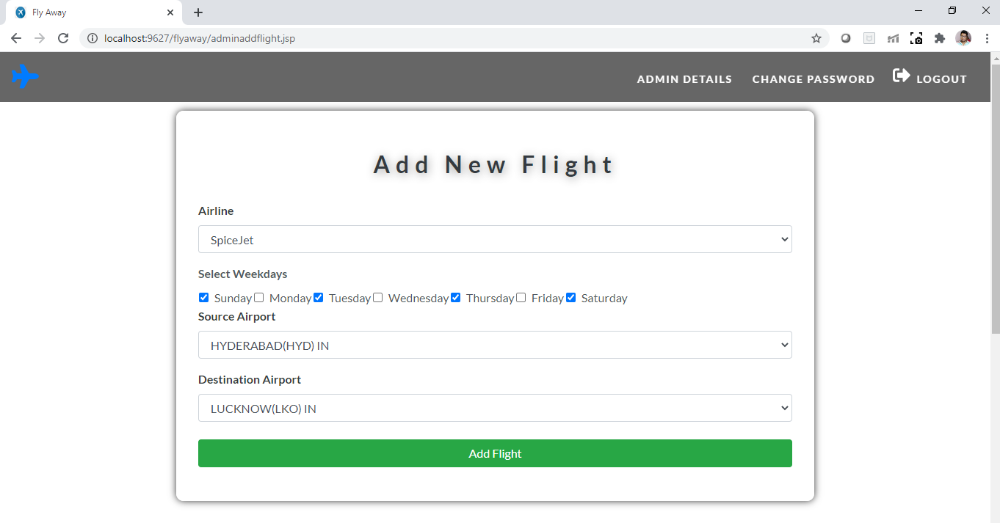 Fly Away
localhost:9627/flyaway/adminaddflight.jsp
ADMIN DETAILS CHANGE PASSWORD LOGOUT
Add New Flight
Airline
SpiceJet
Select Weekdays
Sunday Monday Tuesday Wednesday Thursday Friday Saturday
Source Airport
HYDERABAD(HYD) IN
Destination Airport
LUCKNOW(LKO) IN
Add Flight